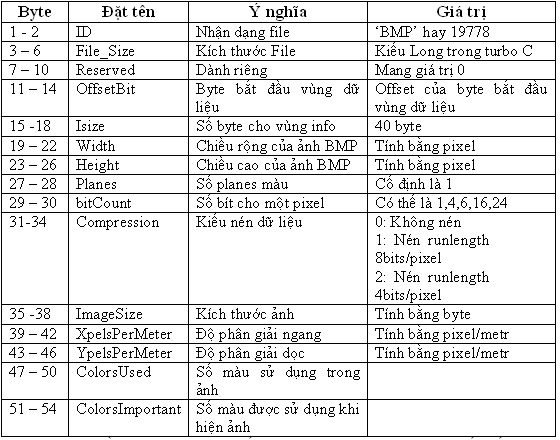 Byte Đặt tên Ý nghĩa Giá trị
1 - 2 ID Nhận dạng file ‘BMP’ hay 19778
3 – 6 File_Size Kích thước File Kiểu Long trong turbo C
7 – 10 Reserved Dành riêng Mang giá trị 0
11 – 14 OffsetBit Byte bắt đầu vùng dữ Offset của byte bắt đầu
liệu vùng dữ liệu
15 -18 Isize Số byte cho vùng info 40 byte
19 – 22 Width Chiều rộng của ảnh BMP Tính bằng pixel
23 – 26 Height Chiều cao của ảnh BMP Tính bằng pixel
27 – 28 Planes Số planes màu Cố định là 1
29 – 30 bitCount Số bít cho một pixel Có thể là 1,4,6,16,24
31-34 Compression Kiểu nén dữ liệu 0: Không nén
1: Nén runlength
8bits/pixel
2: Nén runlength
4bits/pixel
35 -38 ImageSize Kích thước ảnh Tính bằng byte
39 – 42 XpelsPerMeter Độ phân giải ngang Tính bằng pixel/metr
43 – 46 YpelsPerMeter Độ phân giải dọc Tính bằng pixel/metr
47 – 50 ColorsUsed Số màu sử dụng trong
ảnh
51 – 54 ColorsImportant Số màu được sử dụng khi
hiện ảnh